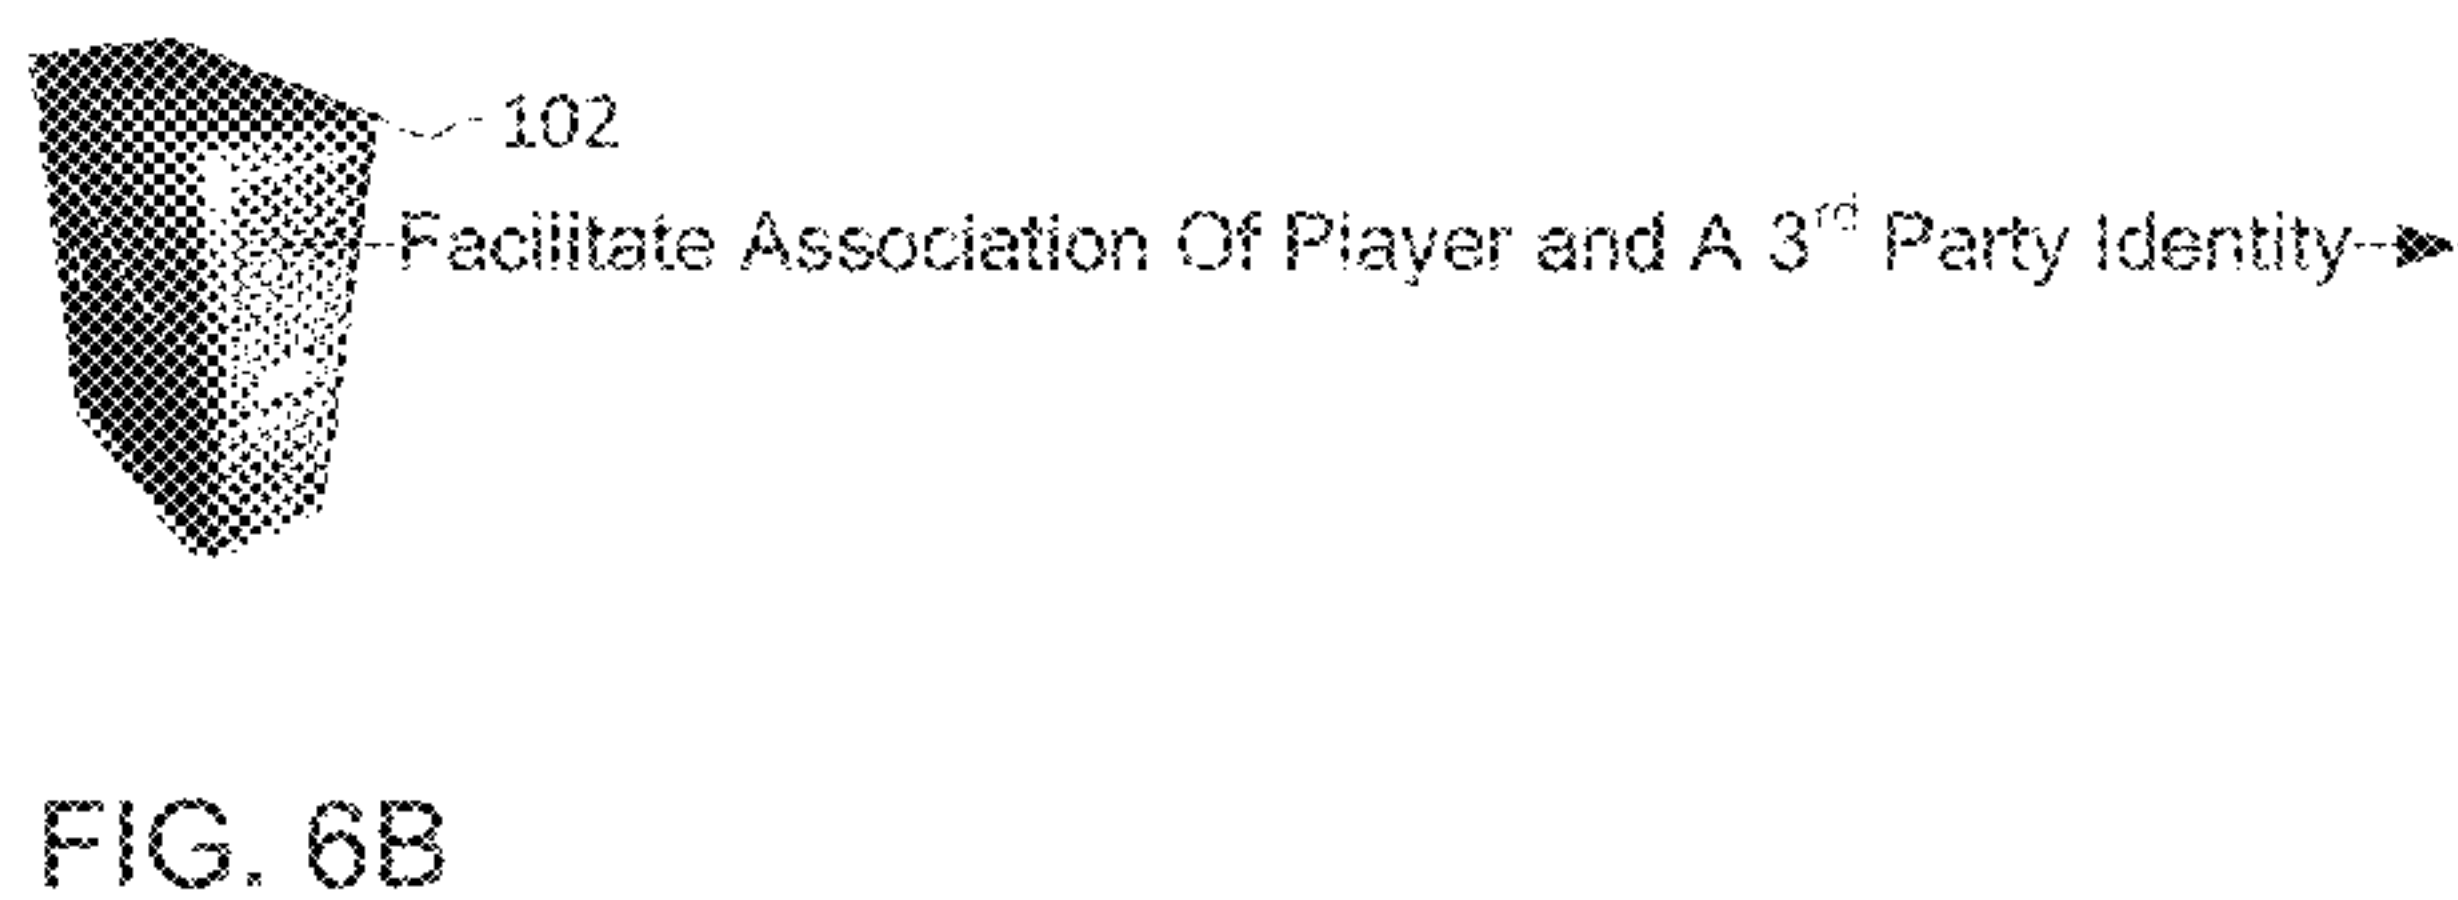 102
Facilitate Association Of Player and A 3rd Party Identity
FIG. 6B